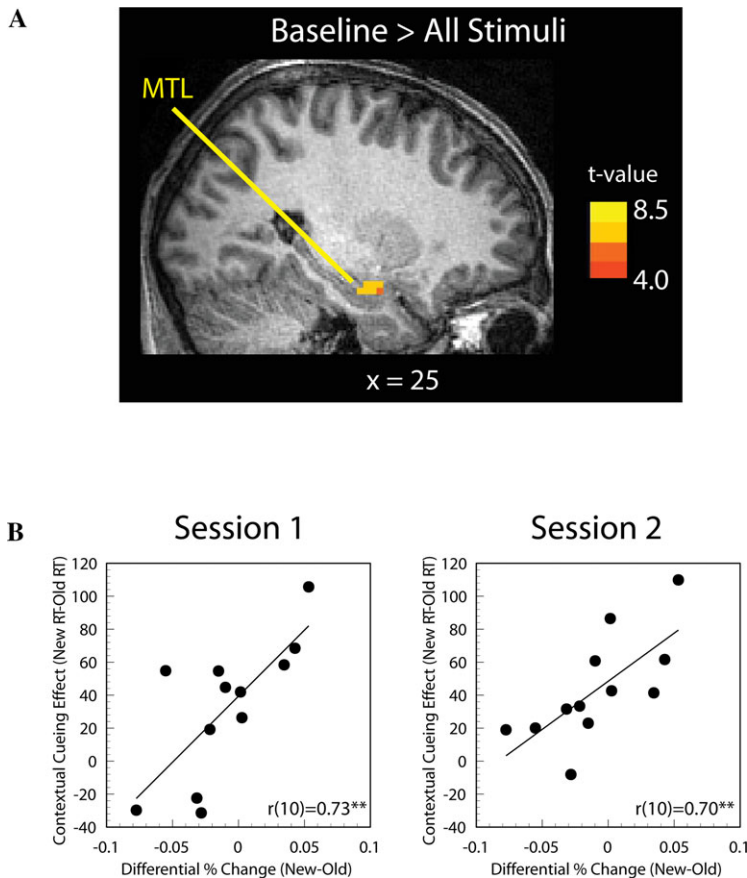 A
Baseline > All Stimuli
MTL
t-value
8.5
4.0
x = 25
B
Session 1
Contextual Cueing Effect (New RT-Old RT)
120
100
80
60
40
20
0
-20
-40
r(10)=0.73**
-0.1 -0.05 0 0.05 0.1
Differential % Change (New-Old)
Session 2
Contextual Cueing Effect (New RT-Old RT)
120
100
80
60
40
20
0
-20
-40
r(10)=0.70**
-0.1 -0.05 0 0.05 0.1
Differential % Change (New-Old)